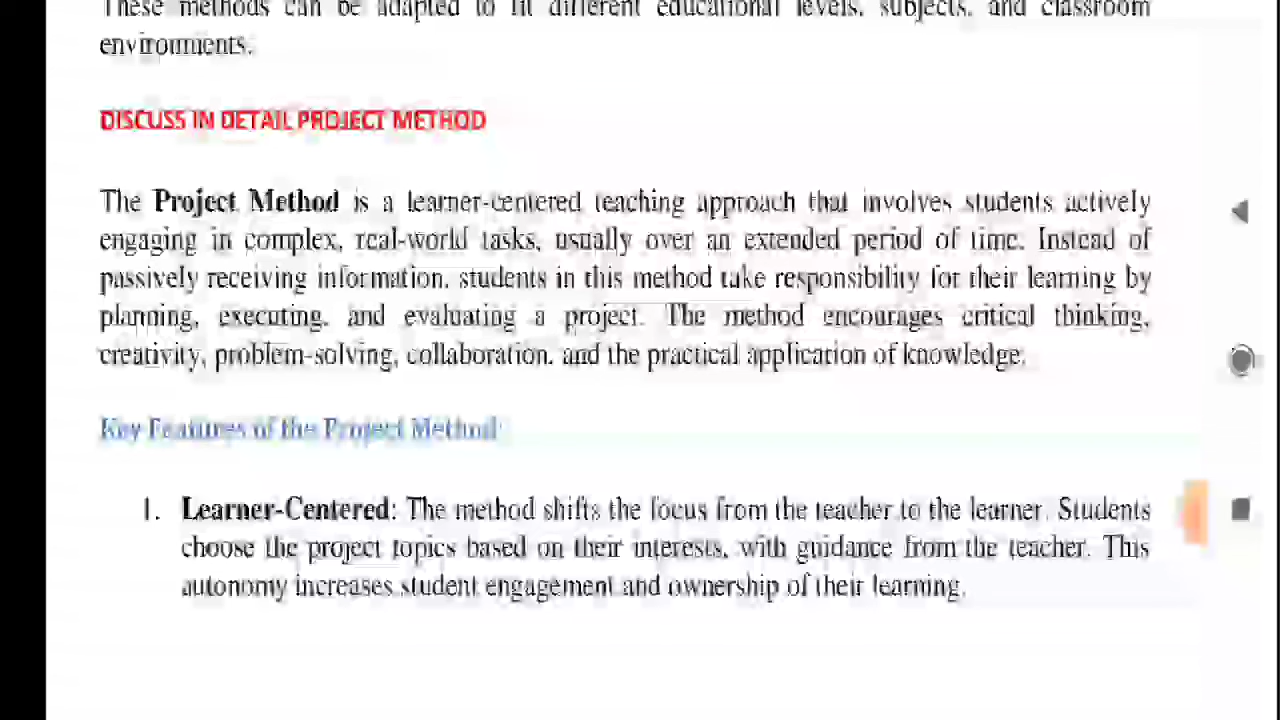 These methods can be adapted to fit different educational levels, subjects, and classroom
environments.
DISCUSS IN DETAIL PROJECT METHOD
The Project Method is a learner-centered teaching approach that involves students actively
engaging in complex, real-world tasks, usually over an extended period of time. Instead of
passively receiving information, students in this method take responsibility for their learning by
planning, executing, and evaluating a project. The method encourages critical thinking,
creativity, problem-solving, collaboration, and the practical application of knowledge.
Key Features of the Project Method:
1. Learner-Centered: The method shifts the focus from the teacher to the learner. Students
choose the project topics based on their interests, with guidance from the teacher. This
autonomy increases student engagement and ownership of their learning.